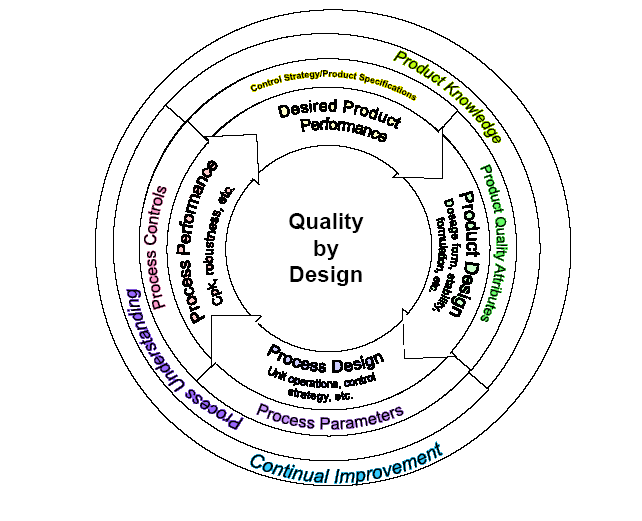 Product Knowledge
Control Strategy/Product Specifications
Desired Product
Performance
Product Quality Attributes
Product Design
Dosage form, stability,
formulation, etc.
Quality
by
Design
Process Performance
Cpk, robustness, etc.
Process Controls
Process Understanding
Process Design
Unit operations, control
strategy, etc.
Process Parameters
Continual Improvement